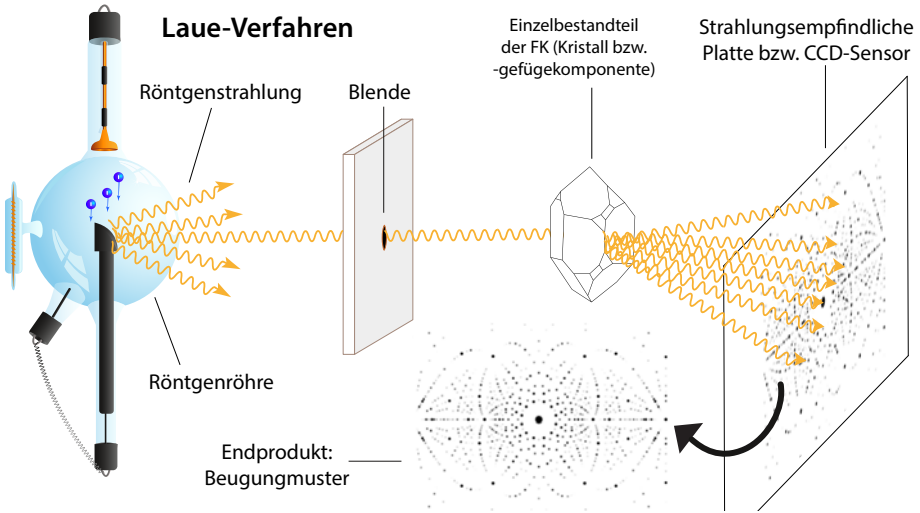 Laue-Verfahren
Einzelbestandteil
der FK (Kristall bzw.
-gefügekomponente)
Strahlungsempfindliche
Platte bzw. CCD-Sensor
Röntgenstrahlung
Blende
Röntgenröhre
Endprodukt:
Beugungmuster